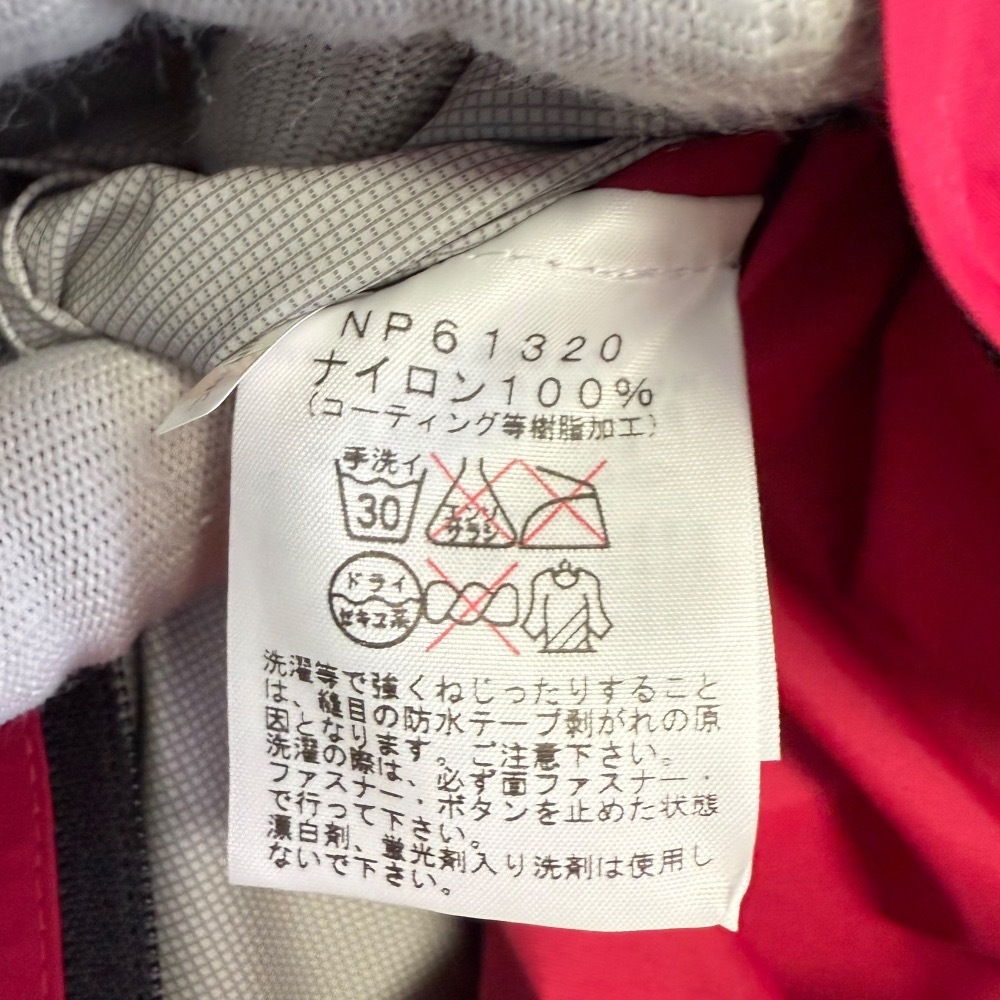 NP61320
ナイロン100%
(コーティング等樹脂加工)
手洗イ
30
エンソ
サラシ
ドライ
セキユ系
洗濯等で強くねじったりすること
は、縫目の防水テープ剥がれの原
因となります。ご注意下さい。
洗濯の際は、必ず面ファスナー・
ファスナー・ボタンを止めた状態
で行って下さい。
漂白剤、蛍光剤入り洗剤は使用し
ないで下さい。